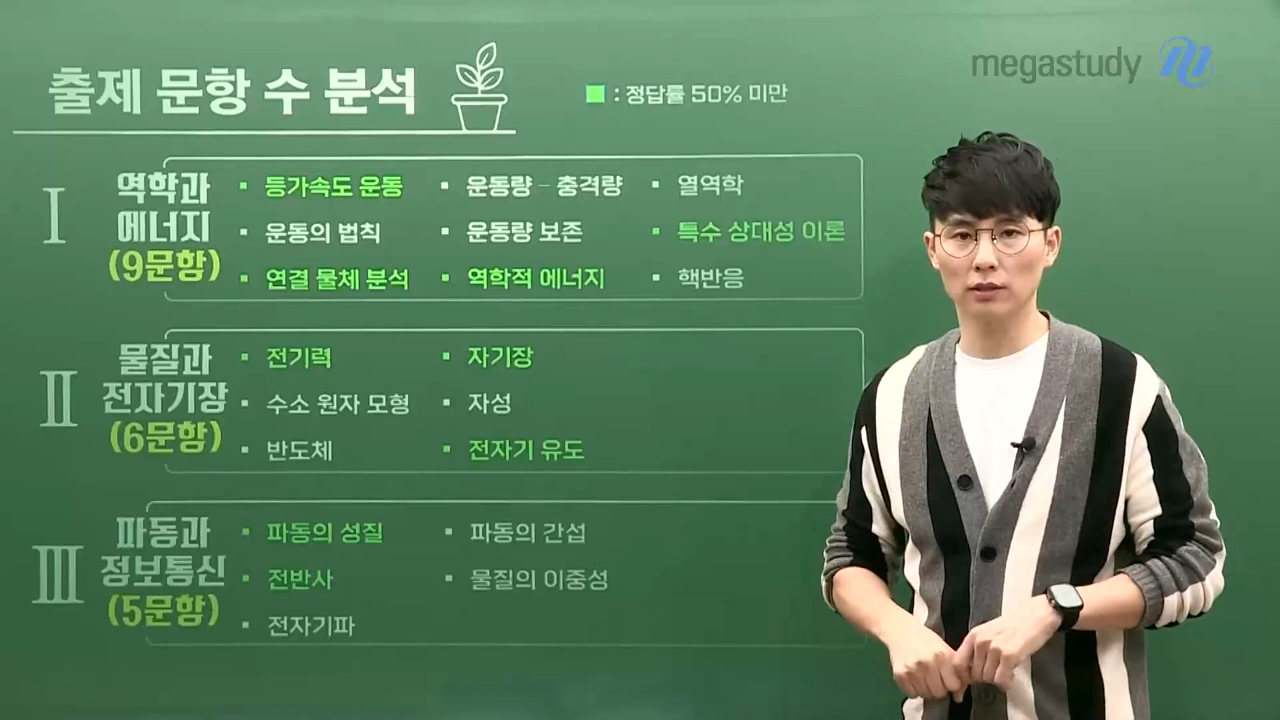 출제 문항 수 분석
: 정답률 50% 미만
megastudy
I
역학과
에너지
(9문항)
▪ 등가속도 운동
▪ 운동의 법칙
▪ 연결 물체 분석
▪ 운동량 – 충격량
▪ 운동량 보존
▪ 역학적 에너지
▪ 열역학
▪ 특수 상대성 이론
▪ 핵반응
II
물질과
전자기장
(6문항)
▪ 전기력
▪ 수소 원자 모형
▪ 반도체
▪ 자기장
▪ 자성
▪ 전자기 유도
III
파동과
정보통신
(5문항)
▪ 파동의 성질
▪ 전반사
▪ 전자기파
▪ 파동의 간섭
▪ 물질의 이중성